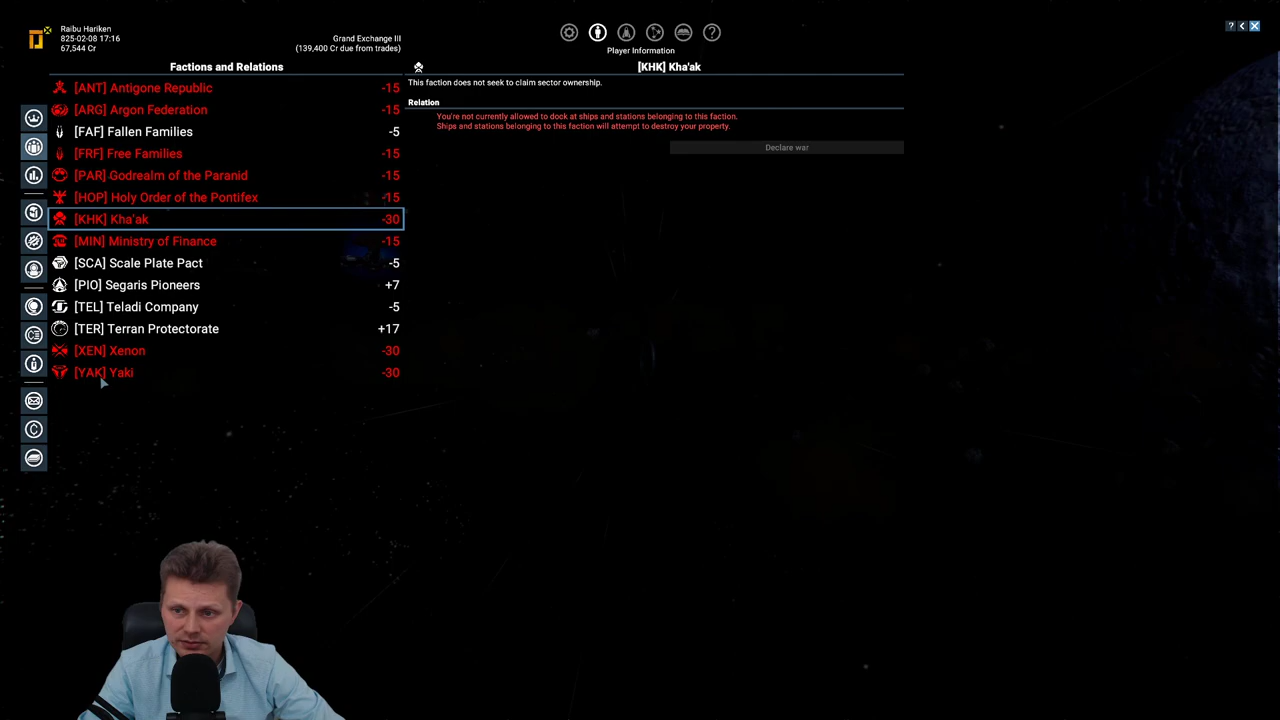 Raibu Hariken
825-02-08 17:16
67,544 Cr
Grand Exchange III
(139,400 Cr due from trades)
Player Information
Factions and Relations
[ANT] Antigone Republic -15
[ARG] Argon Federation -15
[FAF] Fallen Families -5
[FRF] Free Families -15
[PAR] Godrealm of the Paranid -15
[HOP] Holy Order of the Pontifex -15
[KHK] Kha'ak -30
[MIN] Ministry of Finance -15
[SCA] Scale Plate Pact -5
[PIO] Segaris Pioneers +7
[TEL] Teladi Company -5
[TER] Terran Protectorate +17
[XEN] Xenon -30
[YAK] Yaki -30
[KHK] Kha'ak
This faction does not seek to claim sector ownership.
Relation
You're not currently allowed to dock at ships and stations belonging to this faction.
Ships and stations belonging to this faction will attempt to destroy your property.
Declare war